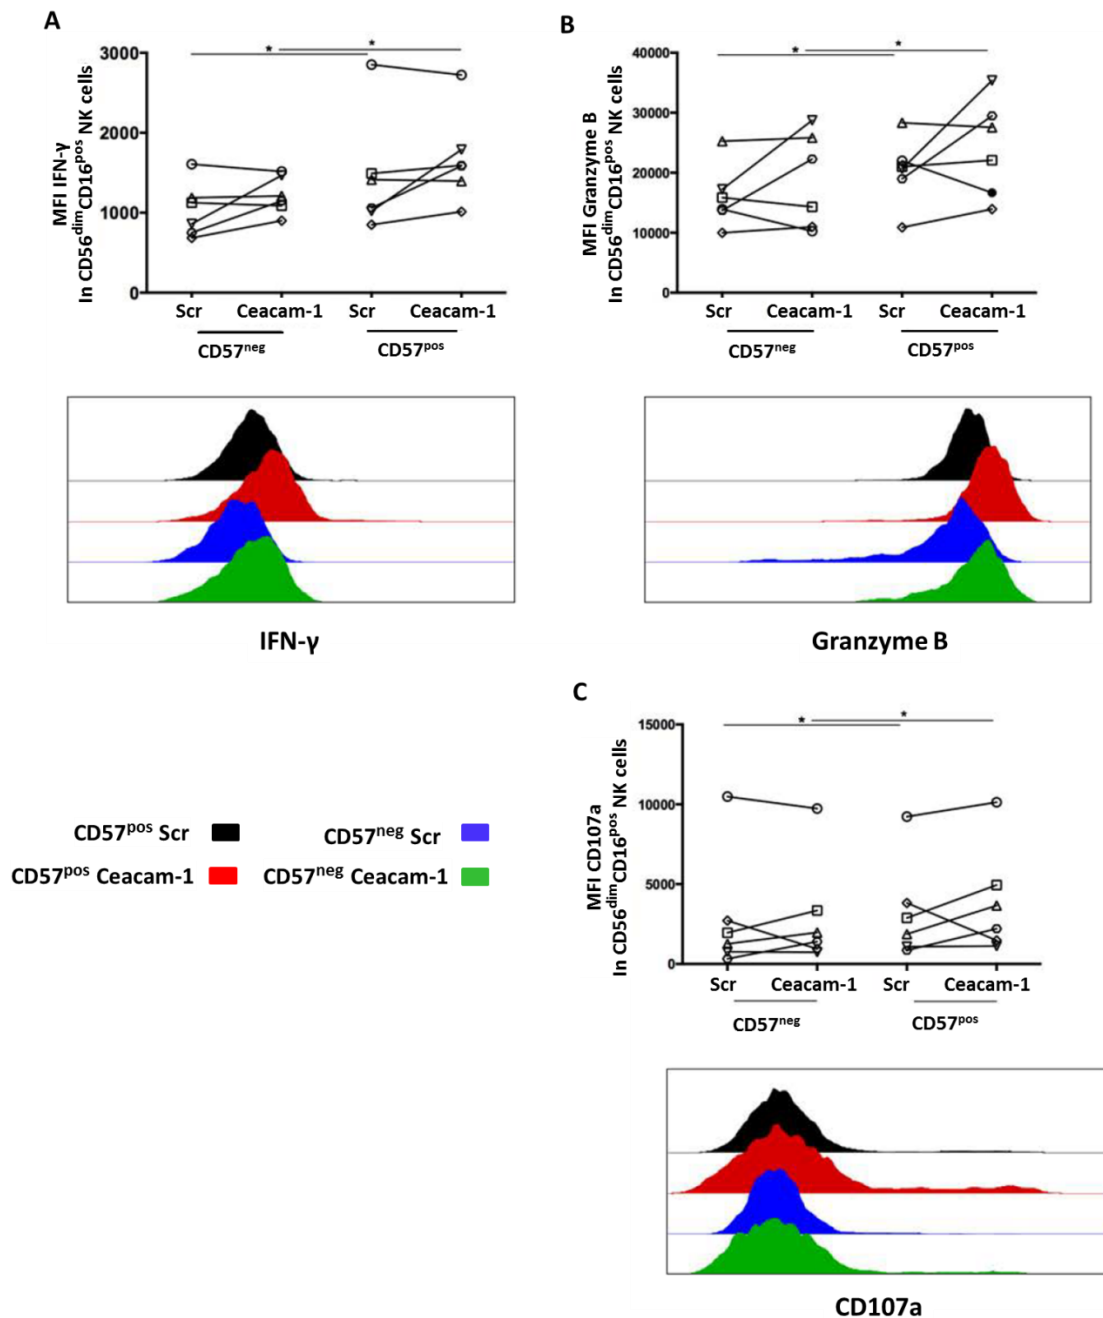 A
MFI IFN-γ
In CD56dimCD16pos NK cells
3000
2000
1000
0
* *
Scr Ceacam-1 Scr Ceacam-1
CD57neg CD57pos
IFN-γ
B
MFI Granzyme B
In CD56dimCD16pos NK cells
40000
30000
20000
10000
0
* *
Scr Ceacam-1 Scr Ceacam-1
CD57neg CD57pos
Granzyme B
CD57pos Scr CD57neg Scr
CD57pos Ceacam-1 CD57neg Ceacam-1
C
MFI CD107a
In CD56dimCD16pos NK cells
15000
10000
5000
0
* *
Scr Ceacam-1 Scr Ceacam-1
CD57neg CD57pos
CD107a